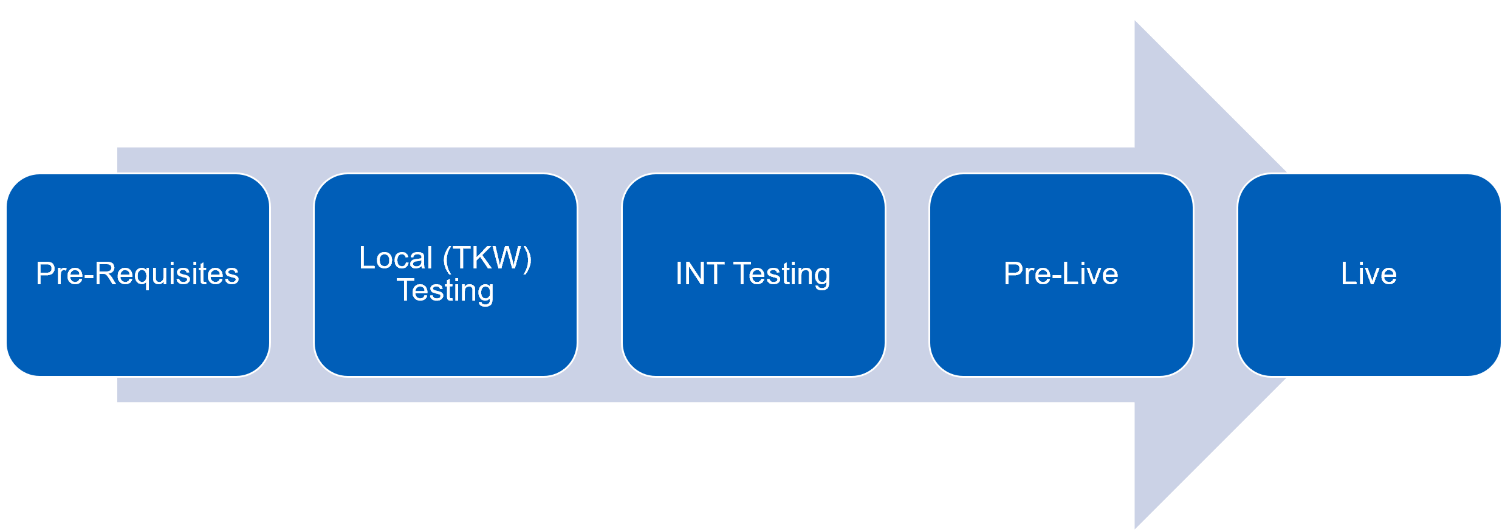 Pre-Requisites
Local (TKW)
Testing
INT Testing
Pre-Live
Live